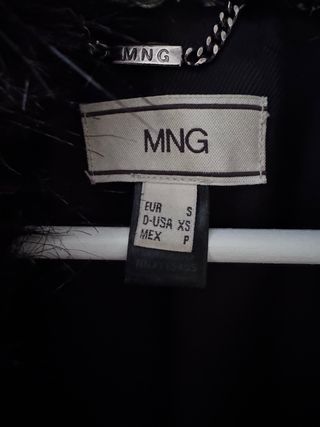 MNG
MNG
EUR S
D-USA XS
MEX P